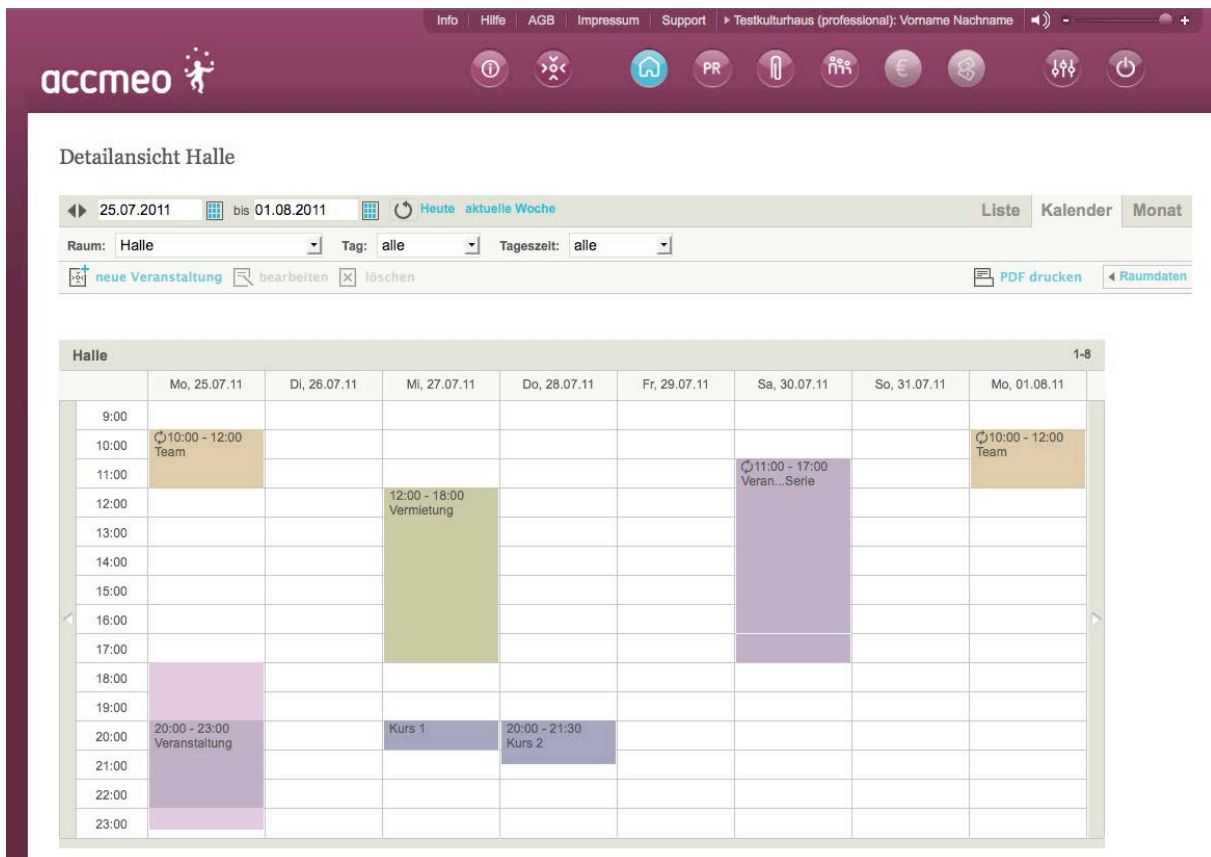 Info Hilfe AGB Impressum Support Testkulturhaus (professional): Vorname Nachname - +
accmeo PR €
Detailansicht Halle
25.07.2011 bis 01.08.2011 Heute aktuelle Woche Liste Kalender Monat
Raum: Halle Tag: alle Tageszeit: alle
neue Veranstaltung bearbeiten löschen PDF drucken Raumdaten
Halle 1-8
Mo, 25.07.11 Di, 26.07.11 Mi, 27.07.11 Do, 28.07.11 Fr, 29.07.11 Sa, 30.07.11 So, 31.07.11 Mo, 01.08.11
9:00
10:00 10:00 - 12:00 10:00 - 12:00
Team Team
11:00 11:00 - 17:00
Veran...Serie
12:00 12:00 - 18:00
Vermietung
13:00
14:00
15:00
16:00
17:00
18:00
19:00
20:00 20:00 - 23:00 Kurs 1 20:00 - 21:30
Veranstaltung Kurs 2
21:00
22:00
23:00